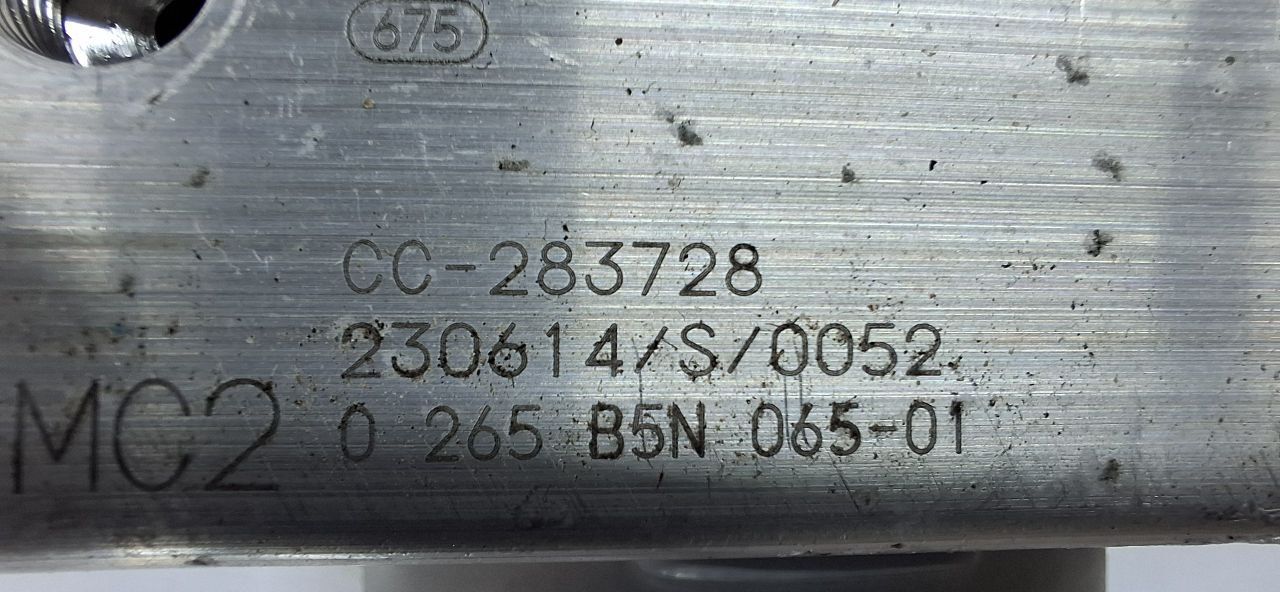 675
CC-283728
230614/S/0052
MC2
0 265 B5N 065-01